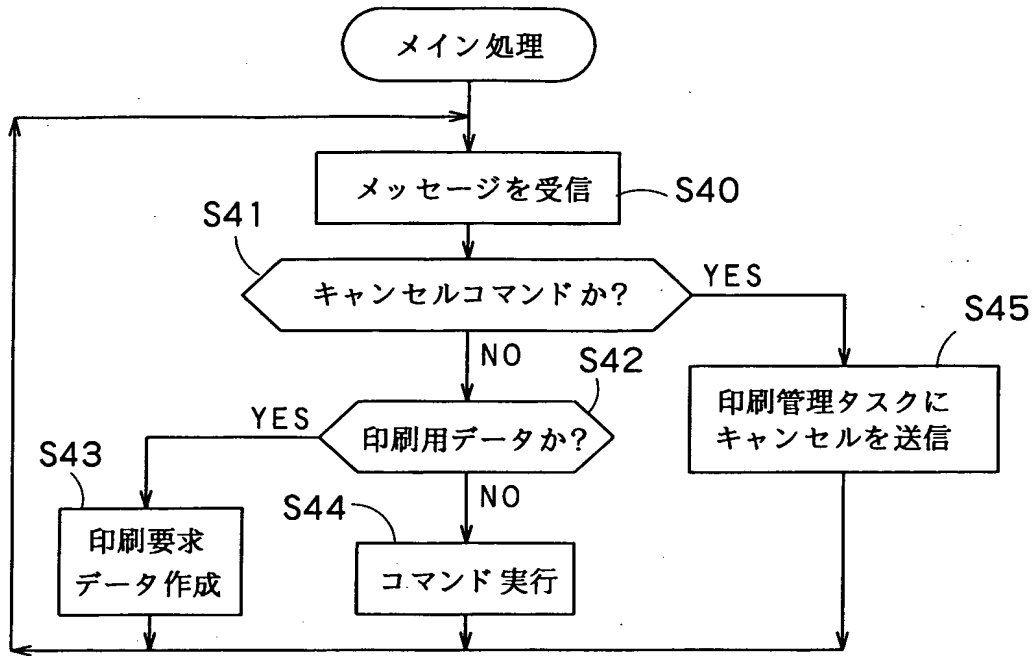 メイン処理
メッセージを受信
S40
S41
キャンセルコマンドか?
YES
S45
NO
S42
印刷管理タスクに
キャンセルを送信
YES
印刷用データか?
S43
NO
S44
印刷要求
データ作成
コマンド実行